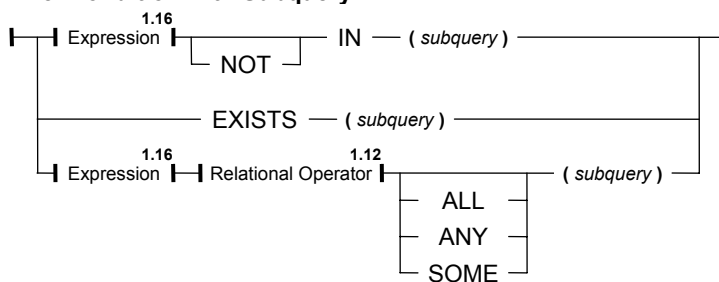 Subquery
1.16
Expression
NOT
IN
( subquery )
EXISTS
( subquery )
1.16
Expression
1.12
Relational Operator
( subquery )
ALL
ANY
SOME